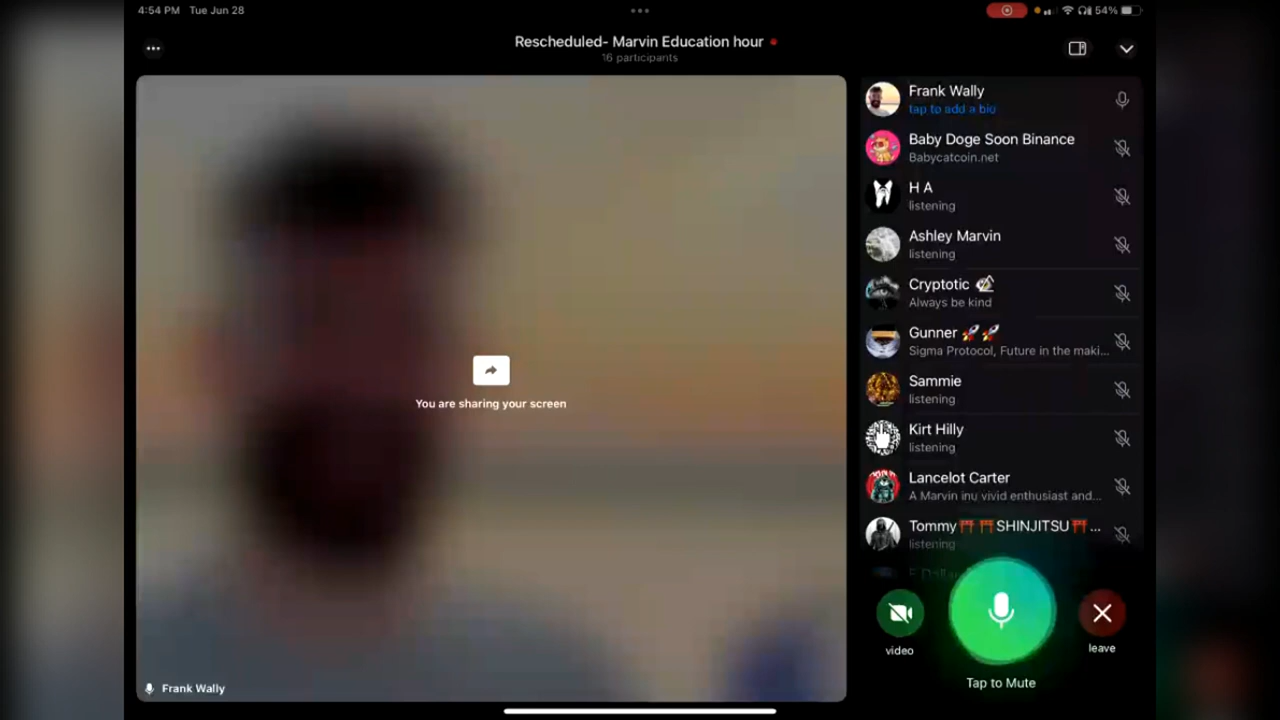 4:54 PM Tue Jun 28
54%
Rescheduled- Marvin Education hour
16 participants
Frank Wally
tap to add a bio
Baby Doge Soon Binance
Babycatcoin.net
H A
listening
Ashley Marvin
listening
Cryptotic
Always be kind
Gunner 🚀🚀
Sigma Protocol, Future in the maki...
Sammie
listening
Kirt Hilly
listening
Lancelot Carter
A Marvin inu vivid enthusiast and...
Tommy⛩️⛩️SHINJITSU⛩️...
listening
You are sharing your screen
Frank Wally
video
leave
Tap to Mute